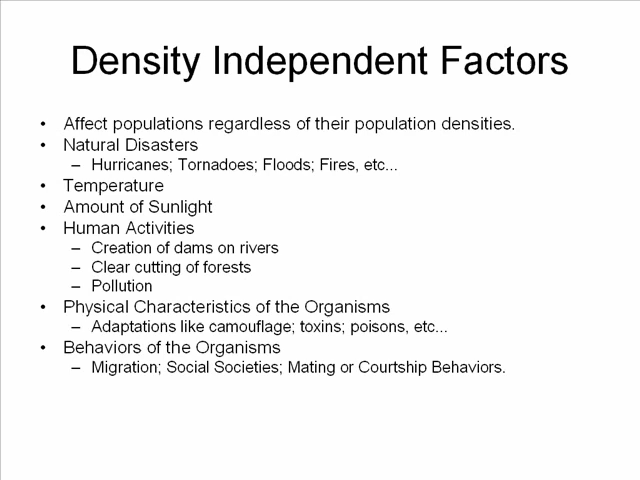 Density Independent Factors
• Affect populations regardless of their population densities.
• Natural Disasters
– Hurricanes; Tornadoes; Floods; Fires, etc...
• Temperature
• Amount of Sunlight
• Human Activities
– Creation of dams on rivers
– Clear cutting of forests
– Pollution
• Physical Characteristics of the Organisms
– Adaptations like camouflage; toxins; poisons, etc...
• Behaviors of the Organisms
– Migration; Social Societies; Mating or Courtship Behaviors.